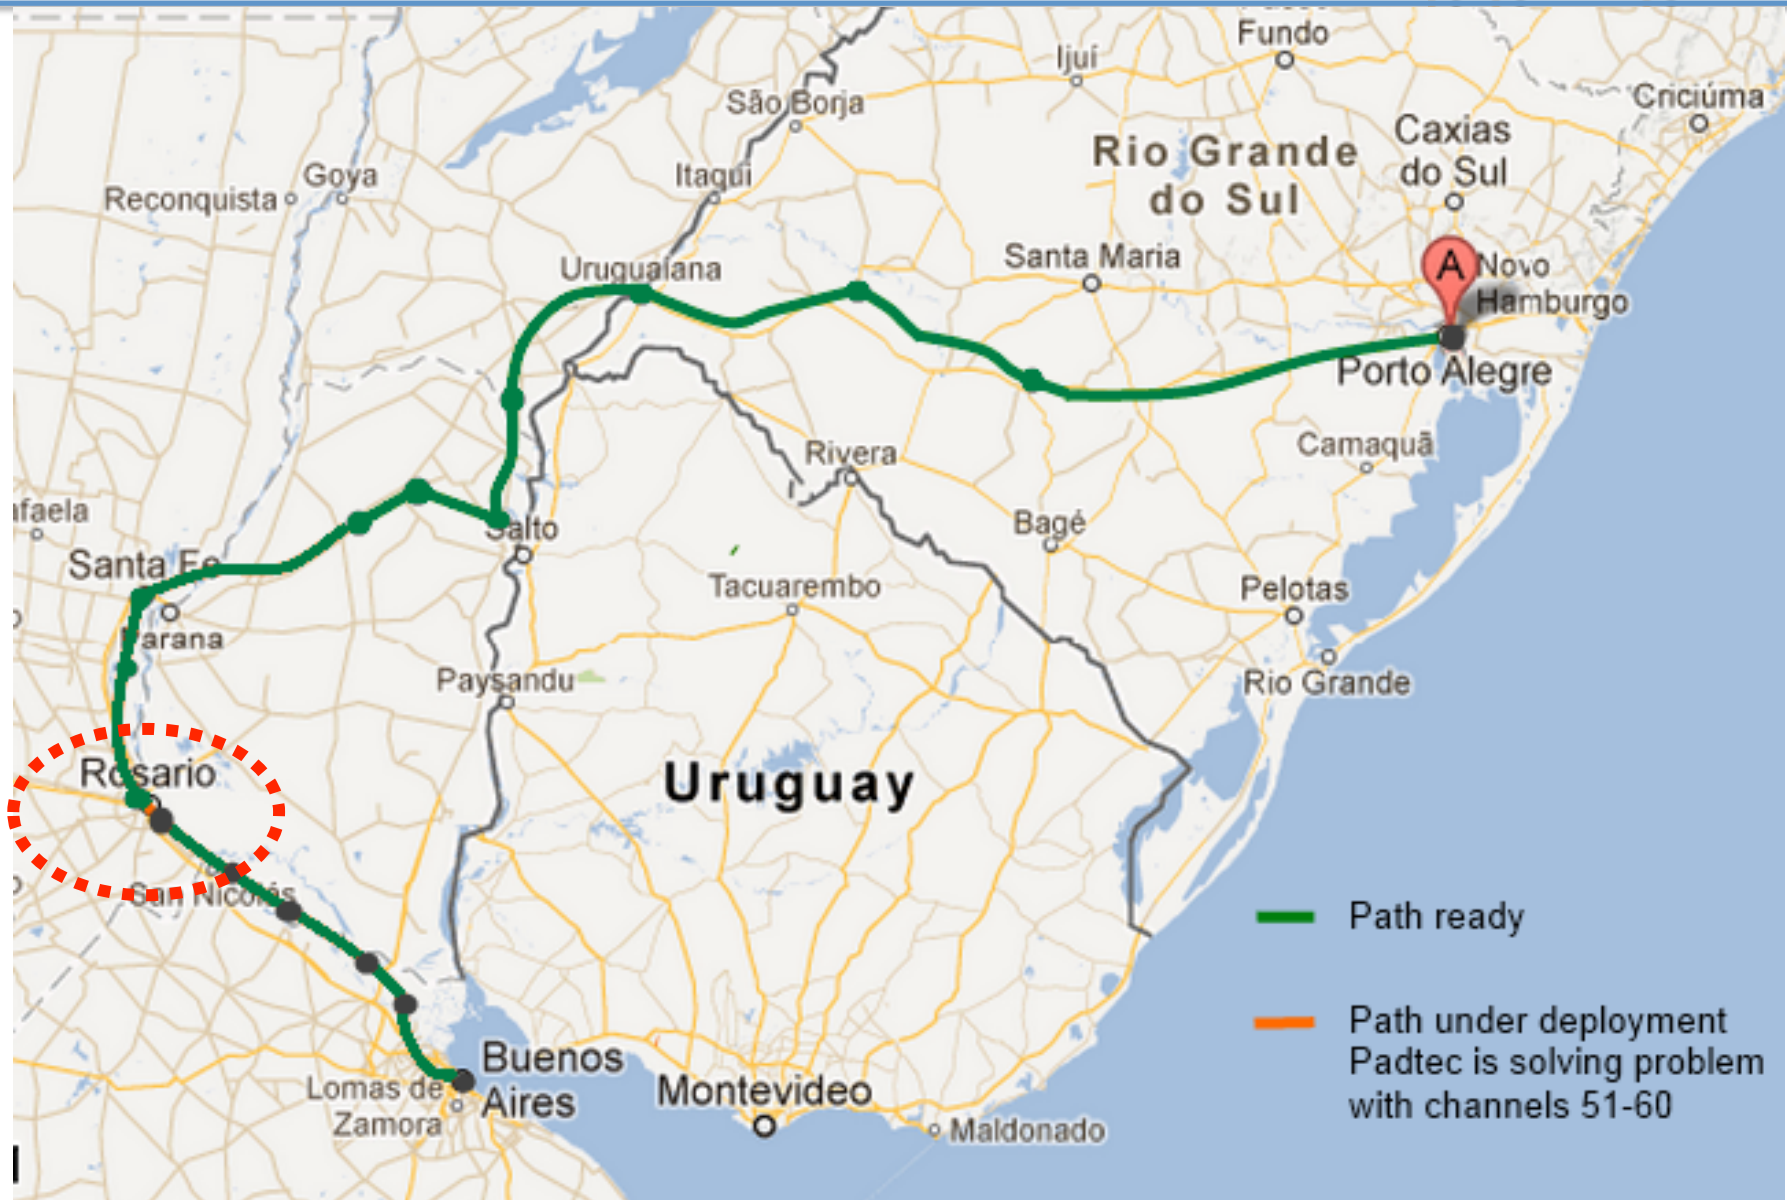 Fundo
Ijuí
São Borja
Criciúma
Caxias
do Sul
Rio Grande
do Sul
Goya
Itaqui
Reconquista
Uruguaiana
Santa Maria
A
Novo
Hamburgo
Porto Alegre
Camaquã
Rivera
afaela
Salto
Bagé
Santa Fe
Tacuarembo
Pelotas
Parana
Paysandu
Rio Grande
Rosario
Uruguay
San Nicolás
Path ready
Path under deployment
Padtec is solving problem
with channels 51-60
Buenos
Aires
Lomas de
Zamora
Montevideo
Maldonado